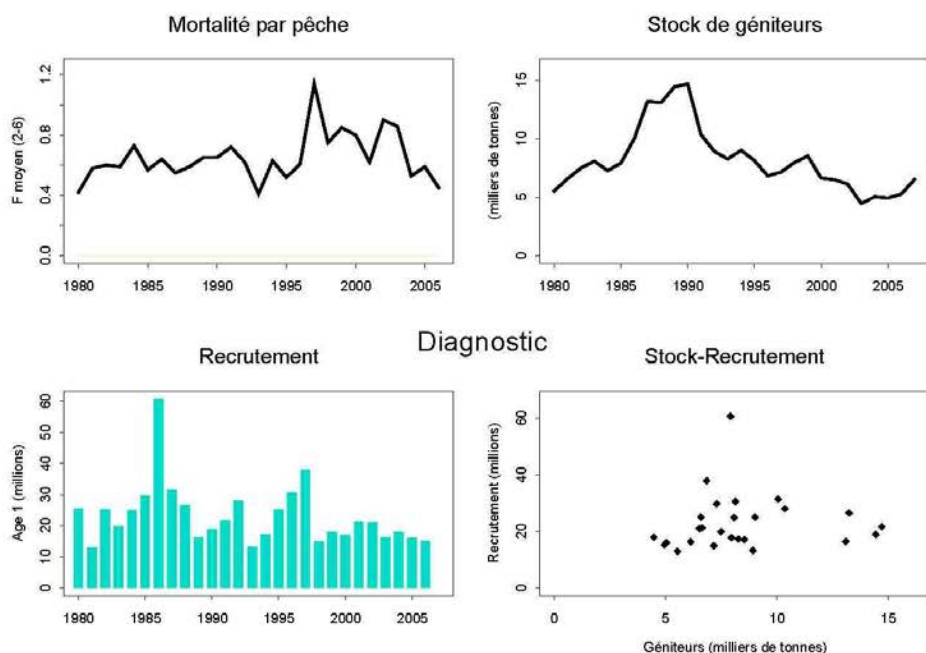 Mortalité par pêche
F moyen (2-6)
0.0 0.4 0.8 1.2
1980 1985 1990 1995 2000 2005
Stock de géniteurs
(milliers de tonnes)
0 5 10 15
1980 1985 1990 1995 2000 2005
Diagnostic
Recrutement
Age 1 (millions)
0 10 20 30 40 50 60
1980 1985 1990 1995 2000 2005
Stock-Recrutement
Recrutement (millions)
0 20 40 60
0 5 10 15
Géniteurs (milliers de tonnes)